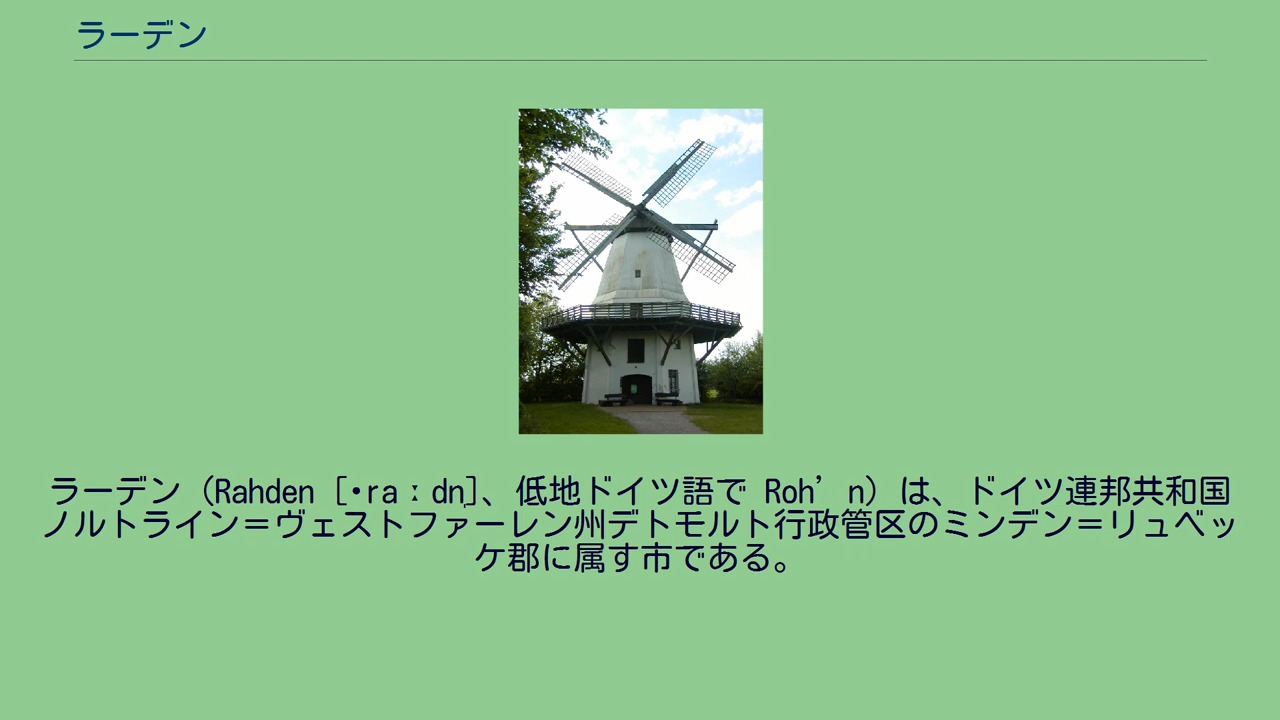 ラーデン
ラーデン（Rahden [•raːdn̩]、低地ドイツ語で Roh’n）は、ドイツ連邦共和国
ノルトライン＝ヴェストファーレン州デトモルト行政管区のミンデン＝リュベッ
ケ郡に属す市である。